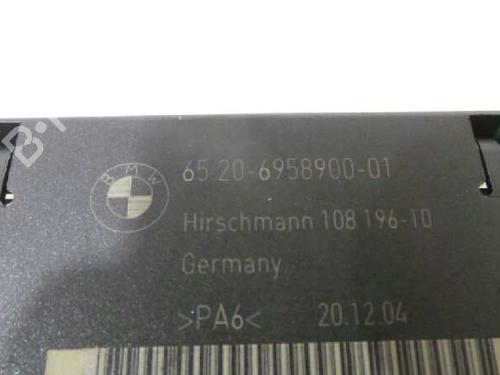 BMW
65.20-6958900-01
Hirschmann 108 196-10
Germany
>PA6< 20.12.04